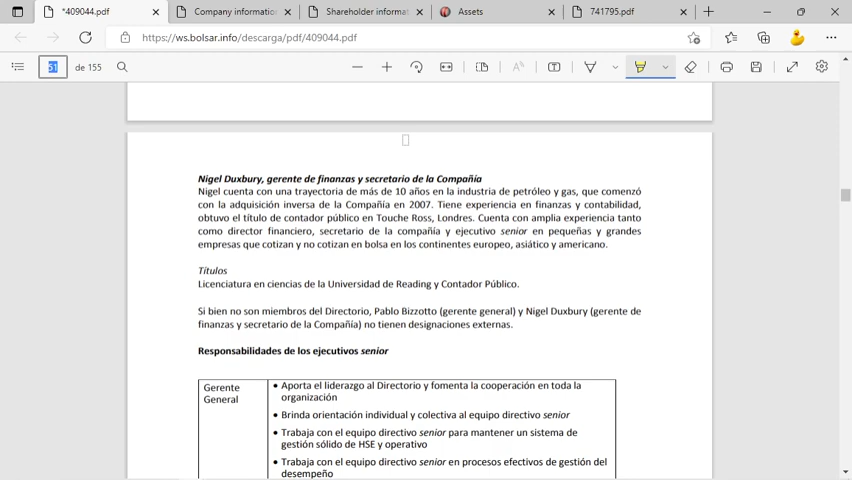 *409044.pdf
Company information
Shareholder informat
Assets
741795.pdf
https://ws.bolsar.info/descarga/pdf/409044.pdf
51 de 155
Nigel Duxbury, gerente de finanzas y secretario de la Compañía
Nigel cuenta con una trayectoria de más de 10 años en la industria de petróleo y gas, que comenzó
con la adquisición inversa de la Compañía en 2007. Tiene experiencia en finanzas y contabilidad,
obtuvo el título de contador público en Touche Ross, Londres. Cuenta con amplia experiencia tanto
como director financiero, secretario de la compañía y ejecutivo senior en pequeñas y grandes
empresas que cotizan y no cotizan en bolsa en los continentes europeo, asiático y americano.
Títulos
Licenciatura en ciencias de la Universidad de Reading y Contador Público.
Si bien no son miembros del Directorio, Pablo Bizzotto (gerente general) y Nigel Duxbury (gerente de
finanzas y secretario de la Compañía) no tienen designaciones externas.
Responsabilidades de los ejecutivos senior
Gerente
General
• Aporta el liderazgo al Directorio y fomenta la cooperación en toda la
organización
• Brinda orientación individual y colectiva al equipo directivo senior
• Trabaja con el equipo directivo senior para mantener un sistema de
gestión sólido de HSE y operativo
• Trabaja con el equipo directivo senior en procesos efectivos de gestión del
desempeño